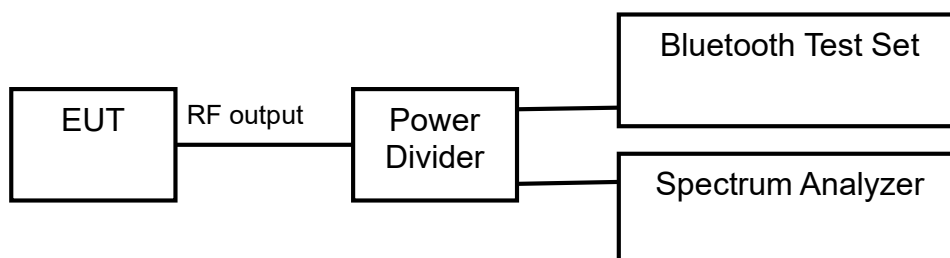 Bluetooth Test Set
EUT
RF output
Power
Divider
Spectrum Analyzer